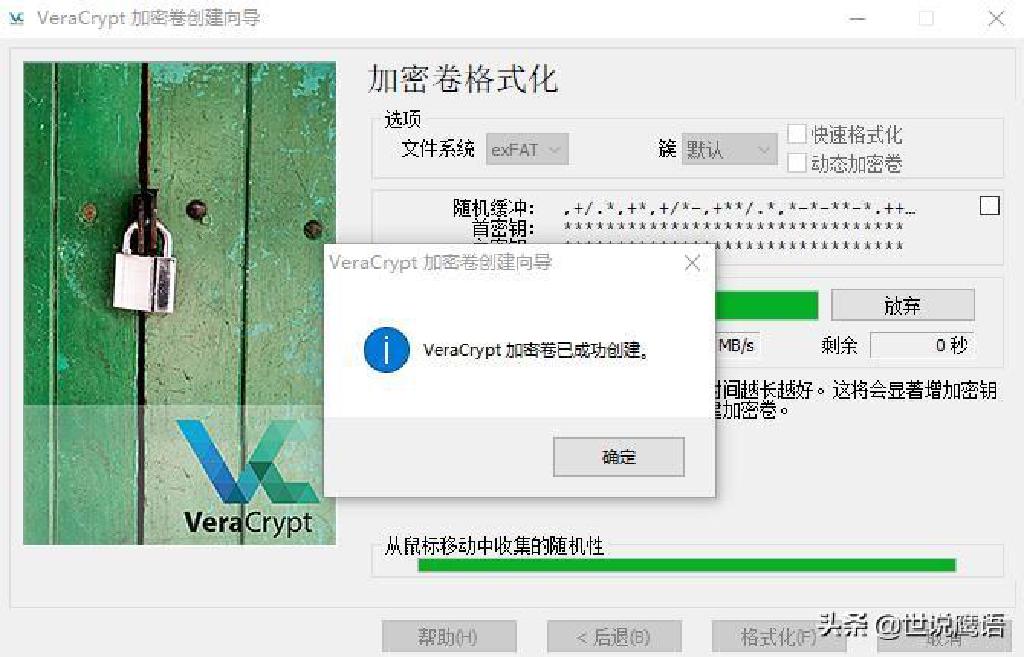 VeraCrypt 加密卷创建向导
加密卷格式化
选项
文件系统 exFAT 簇 默认 快速格式化
动态加密卷
随机缓冲: ,+/.*,+*,+/*-,+**/.*,*-*-**-*.++…
首密钥: **********************************
**********************************
VeraCrypt 加密卷创建向导
VeraCrypt 加密卷已成功创建。
确定
放弃
MB/s 剩余 0 秒
间越长越好。这将会显著增加密钥
加密卷。
VeraCrypt
从鼠标移动中收集的随机性
帮助(H) < 后退(B) 格式化(F) 取消
头条 @世说鹰语